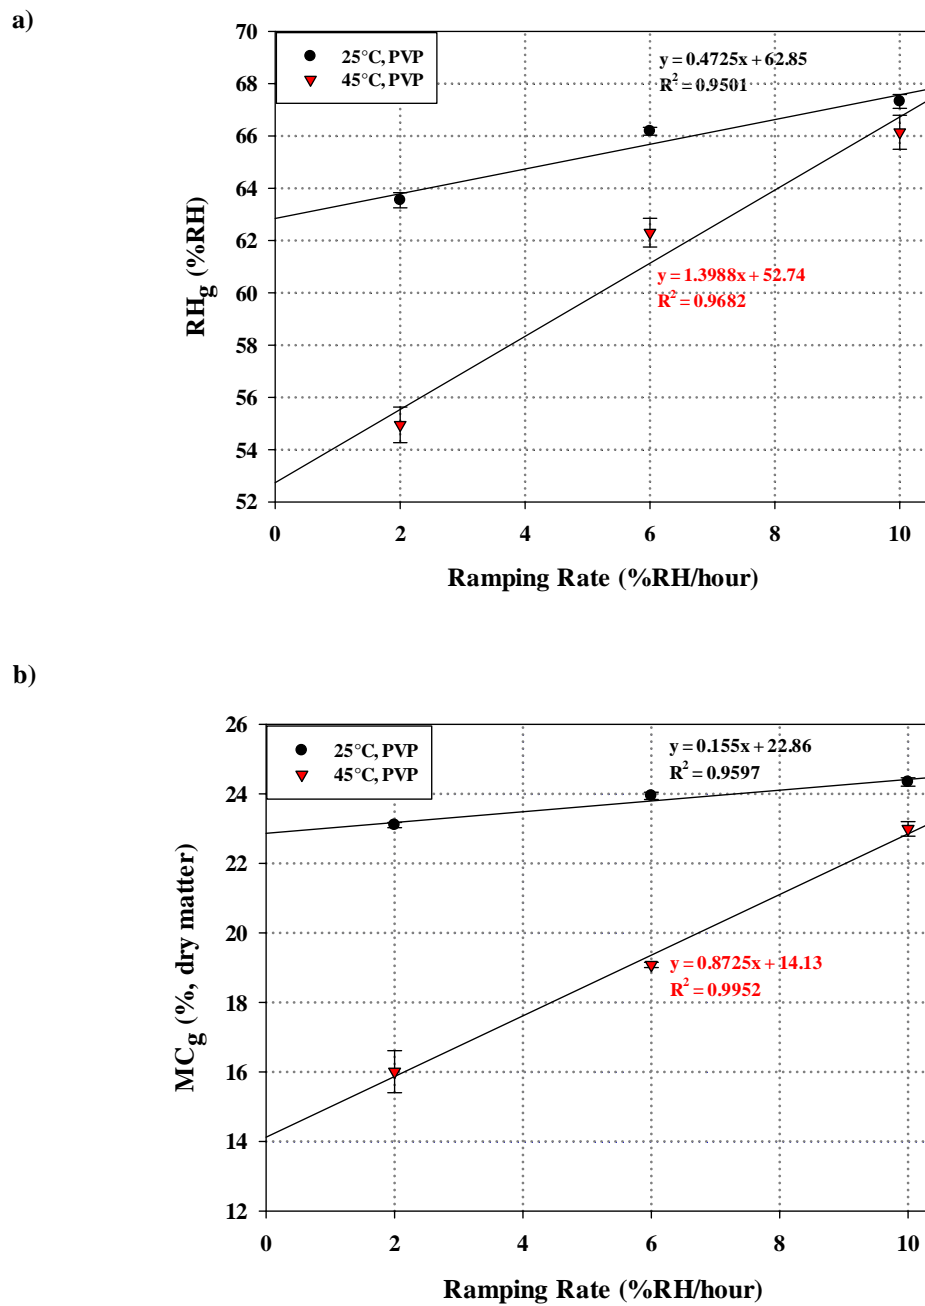 a)
70
68
66
64
62
60
58
56
54
52
RHg (%RH)
25°C, PVP
45°C, PVP
y = 0.4725x + 62.85
R² = 0.9501
y = 1.3988x + 52.74
R² = 0.9682
0 2 4 6 8 10
Ramping Rate (%RH/hour)
b)
26
24
22
20
18
16
14
12
MCg (%, dry matter)
25°C, PVP
45°C, PVP
y = 0.155x + 22.86
R² = 0.9597
y = 0.8725x + 14.13
R² = 0.9952
0 2 4 6 8 10
Ramping Rate (%RH/hour)